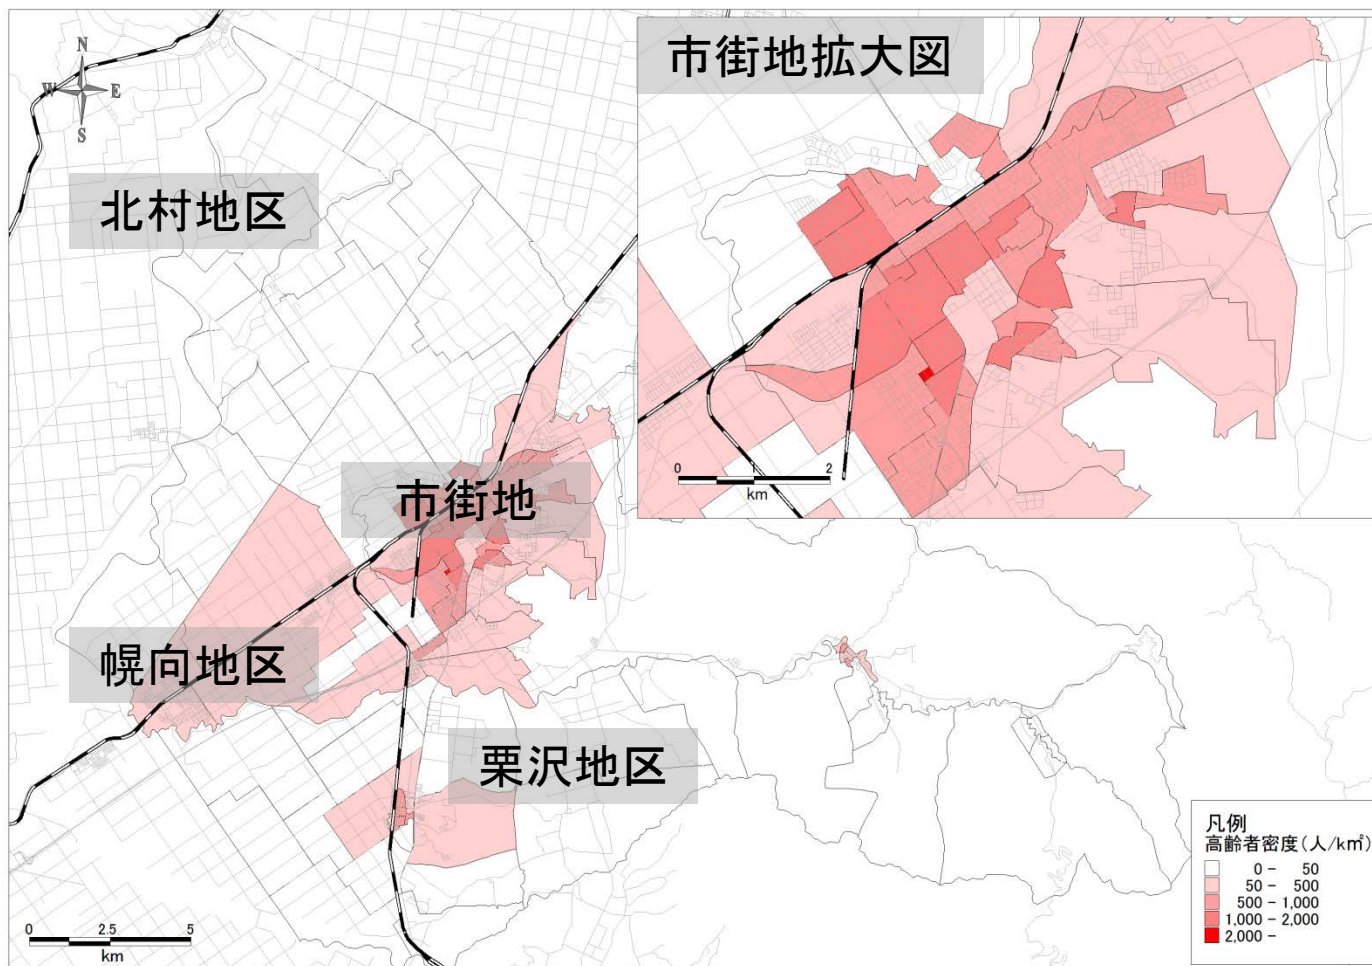 市街地拡大図
N
W
E
S
北村地区
市街地
0 1 2
km
幌向地区
栗沢地区
凡例
高齢者密度(人/k㎡)
0 - 50
50 - 500
500 - 1,000
1,000 - 2,000
2,000 -
0 2.5 5
km